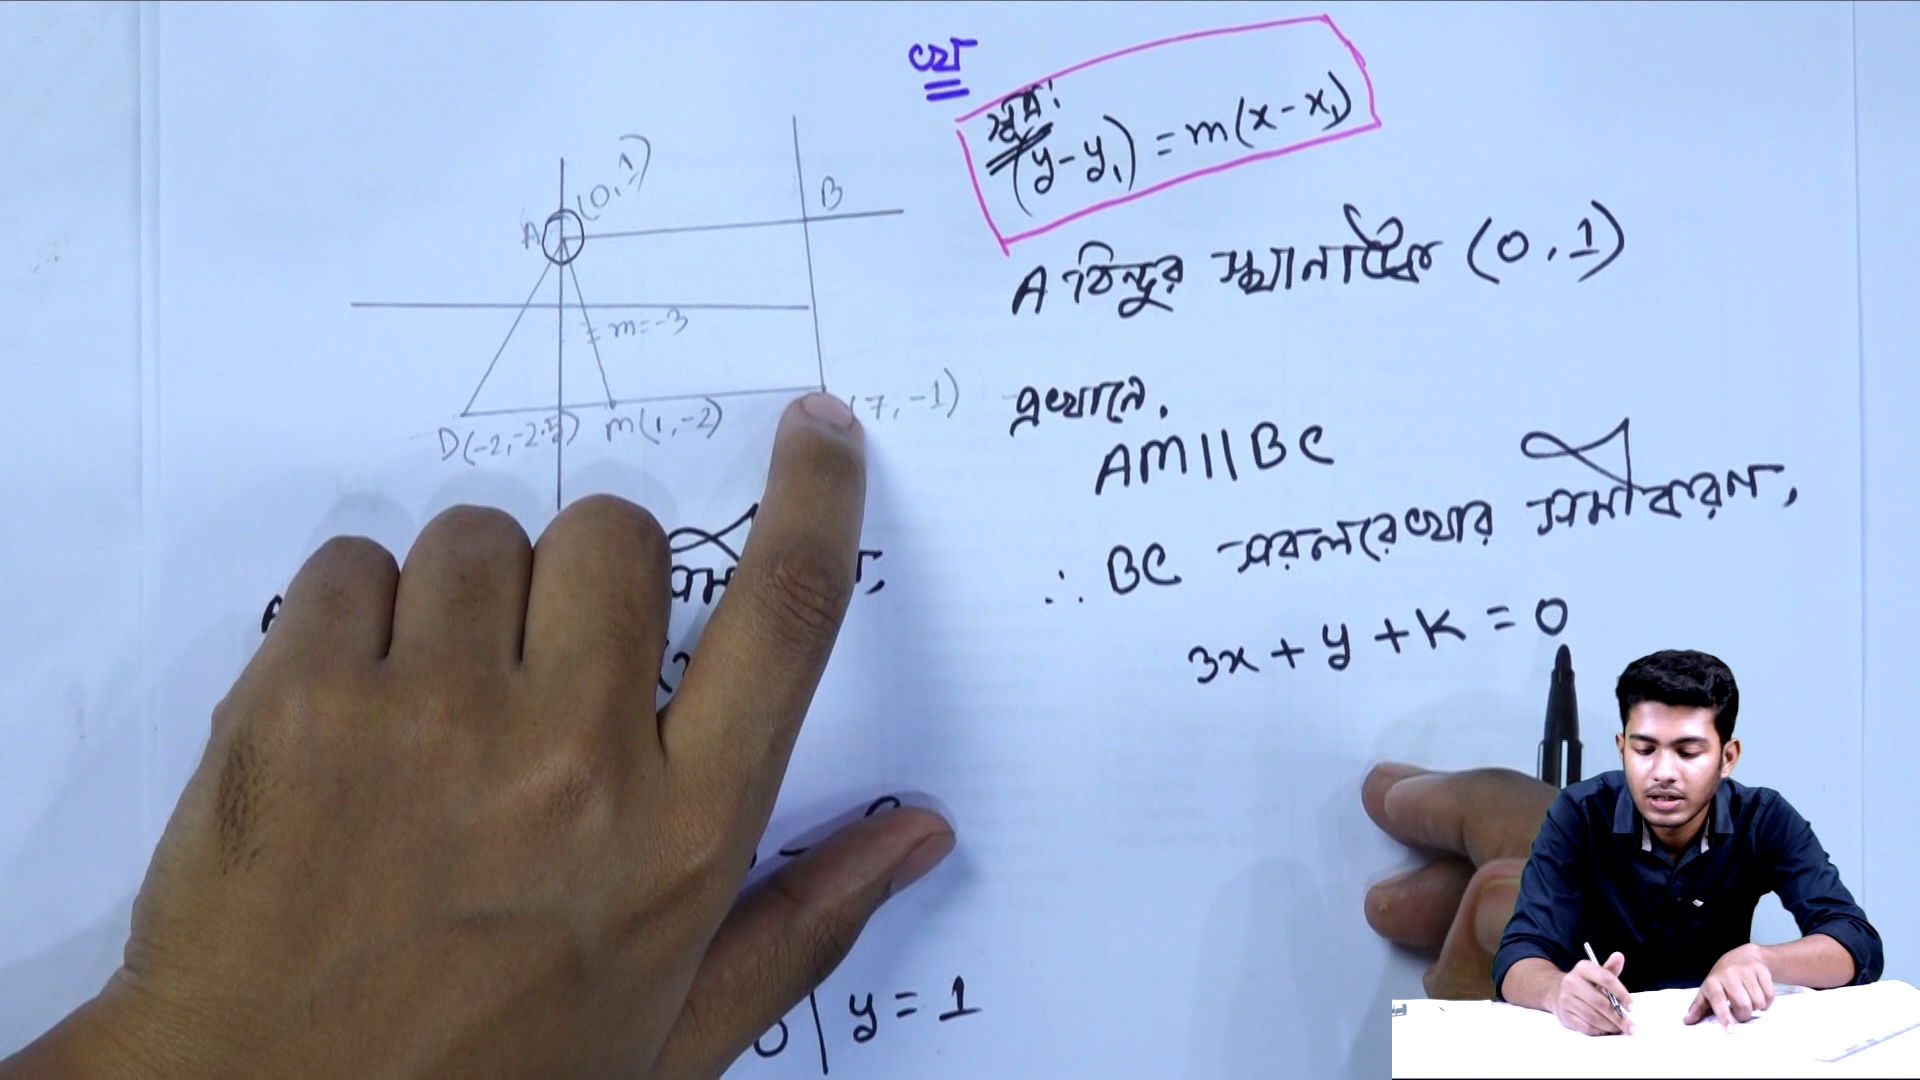 খ
সূত্র:
(y-y₁) = m(x-x₁)
A (0,1)
B
= m=-3
D(-2,-2.5) m(1,-2) (7,-1)
A বিন্দুর স্থানাঙ্ক (0,1)
এখানে,
AM||BC
∴ BC সরলরেখার সমীকরণ,
3x+y+k=0
y=1